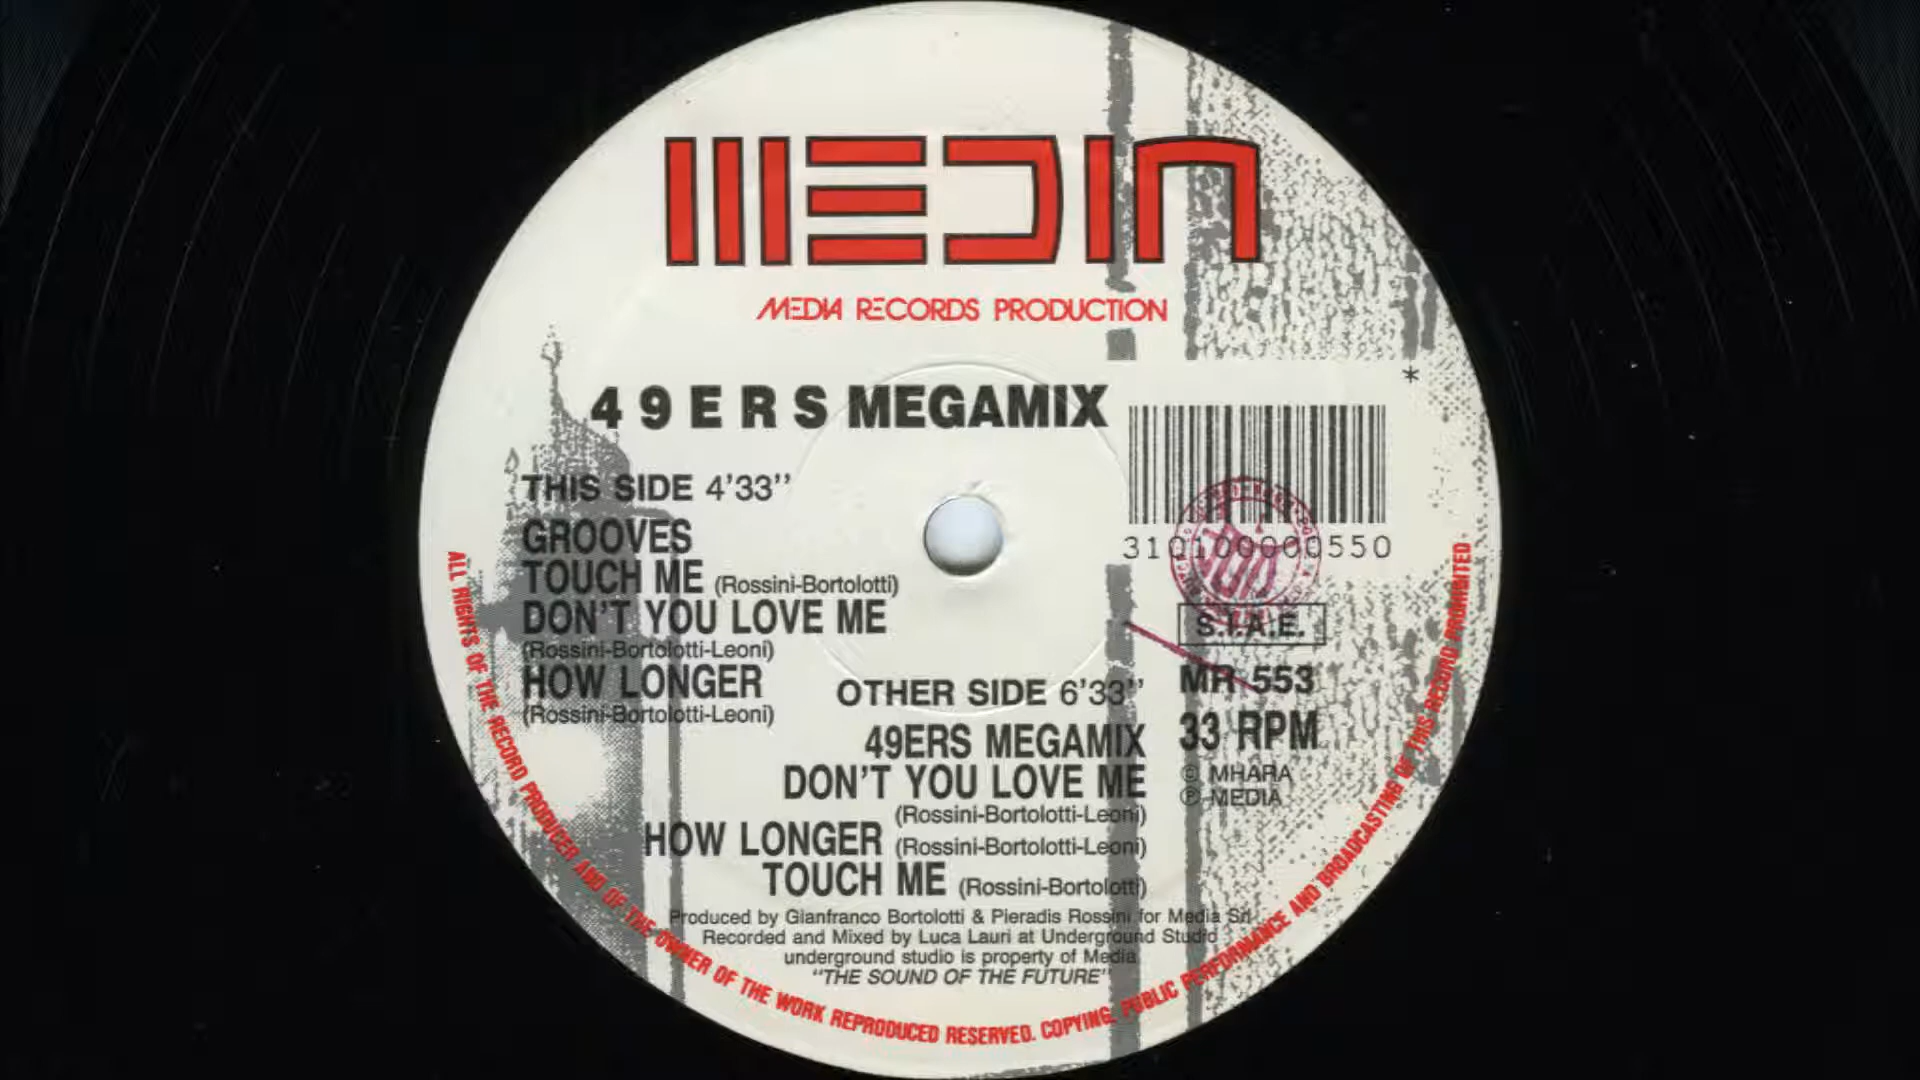 MEDIA
MEDIA RECORDS PRODUCTION
49ERS MEGAMIX
*
THIS SIDE 4'33''
GROOVES
TOUCH ME (Rossini-Bortolotti)
DON'T YOU LOVE ME
(Rossini-Bortolotti-Leoni)
HOW LONGER
(Rossini-Bortolotti-Leoni)
310100000550
S.I.A.E.
MR 553
33 RPM
© MHARA
℗ MEDIA
OTHER SIDE 6'33''
49ERS MEGAMIX
DON'T YOU LOVE ME
(Rossini-Bortolotti-Leoni)
HOW LONGER (Rossini-Bortolotti-Leoni)
TOUCH ME (Rossini-Bortolotti)
Produced by Gianfranco Bortolotti & Pieradis Rossini for Media Srl
Recorded and Mixed by Luca Lauri at Underground Studio
underground studio is property of Media
"THE SOUND OF THE FUTURE"
ALL RIGHTS OF THE RECORD PRODUCER AND OF THE OWNER OF THE WORK REPRODUCED RESERVED. COPYING, PUBLIC PERFORMANCE AND BROADCASTING OF THIS RECORD PROHIBITED